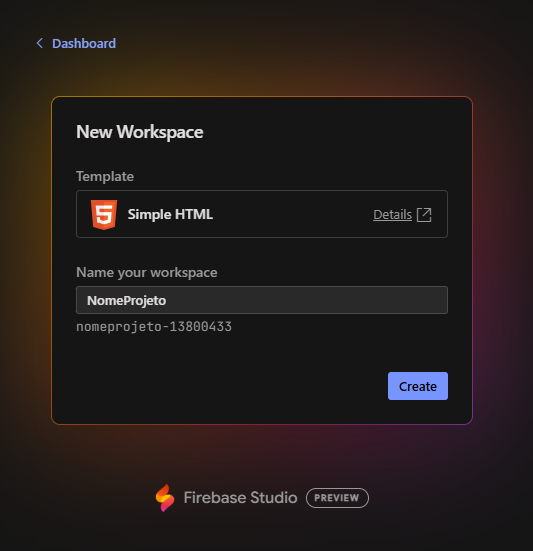 Dashboard
New Workspace
Template
Simple HTML
Details
Name your workspace
NomeProjeto
nomeprojeto-13800433
Create
Firebase Studio PREVIEW